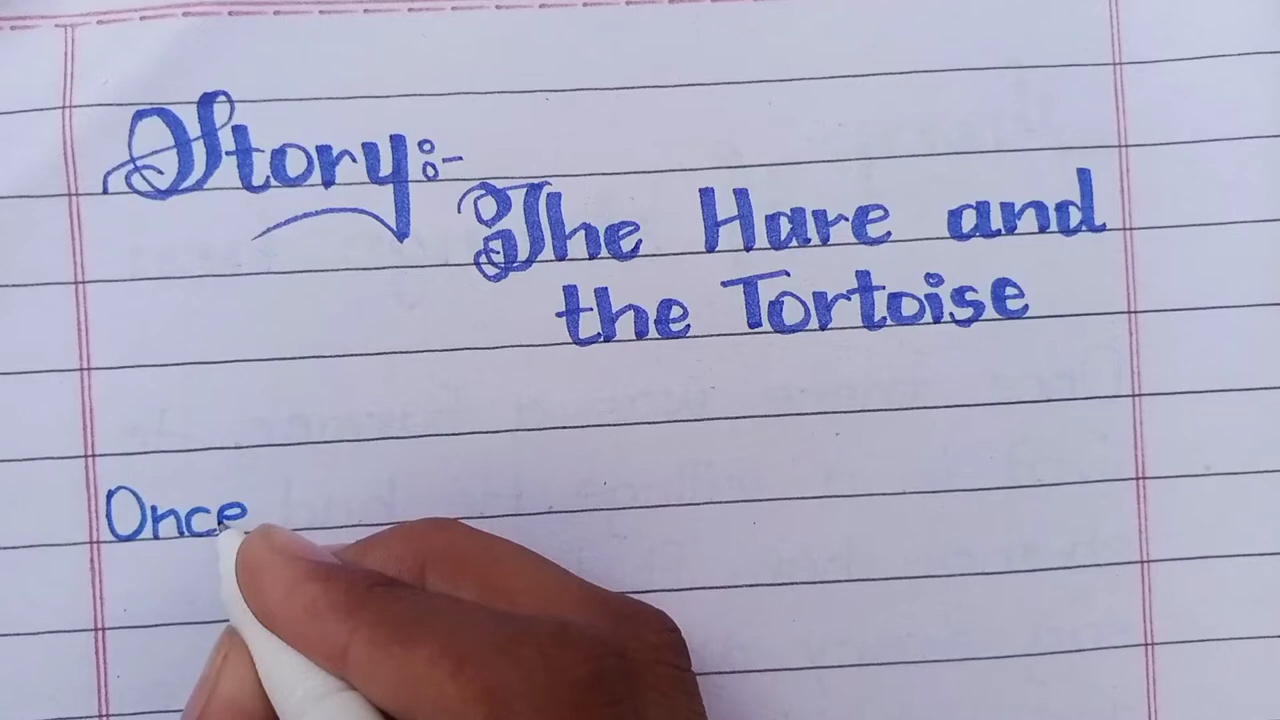 Story:-
The Hare and
the Tortoise
Once